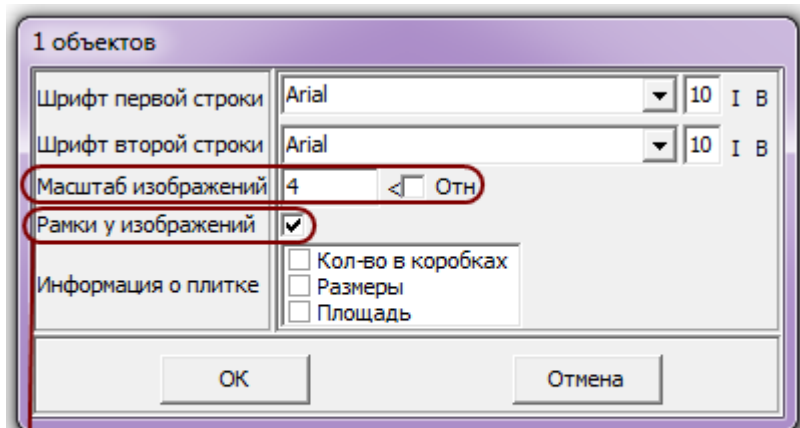 1 объектов
Шрифт первой строки Arial 10 I B
Шрифт второй строки Arial 10 I B
Масштаб изображений 4 < Отн
Рамки у изображений
Кол-во в коробках
Информация о плитке Размеры
Площадь
ОК Отмена